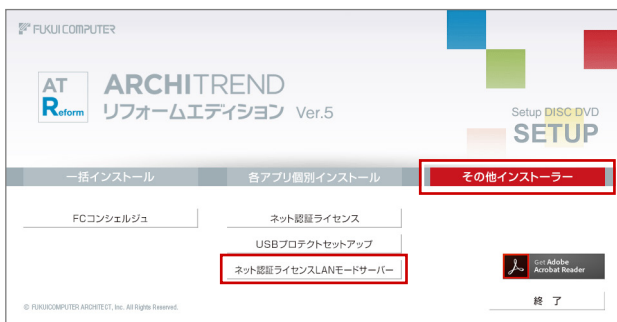 FUKUI COMPUTER
AT
Reform
ARCHITREND
リフォームエディション Ver.5
Setup DISC DVD
SETUP
一括インストール
各アプリ個別インストール
その他インストーラー
FCコンシェルジュ
ネット認証ライセンス
USBプロテクトセットアップ
ネット認証ライセンスLANモードサーバー
Get Adobe
Acrobat Reader
終 了
© FUKUICOMPUTER ARCHITECT, Inc. All Rights Reserved.